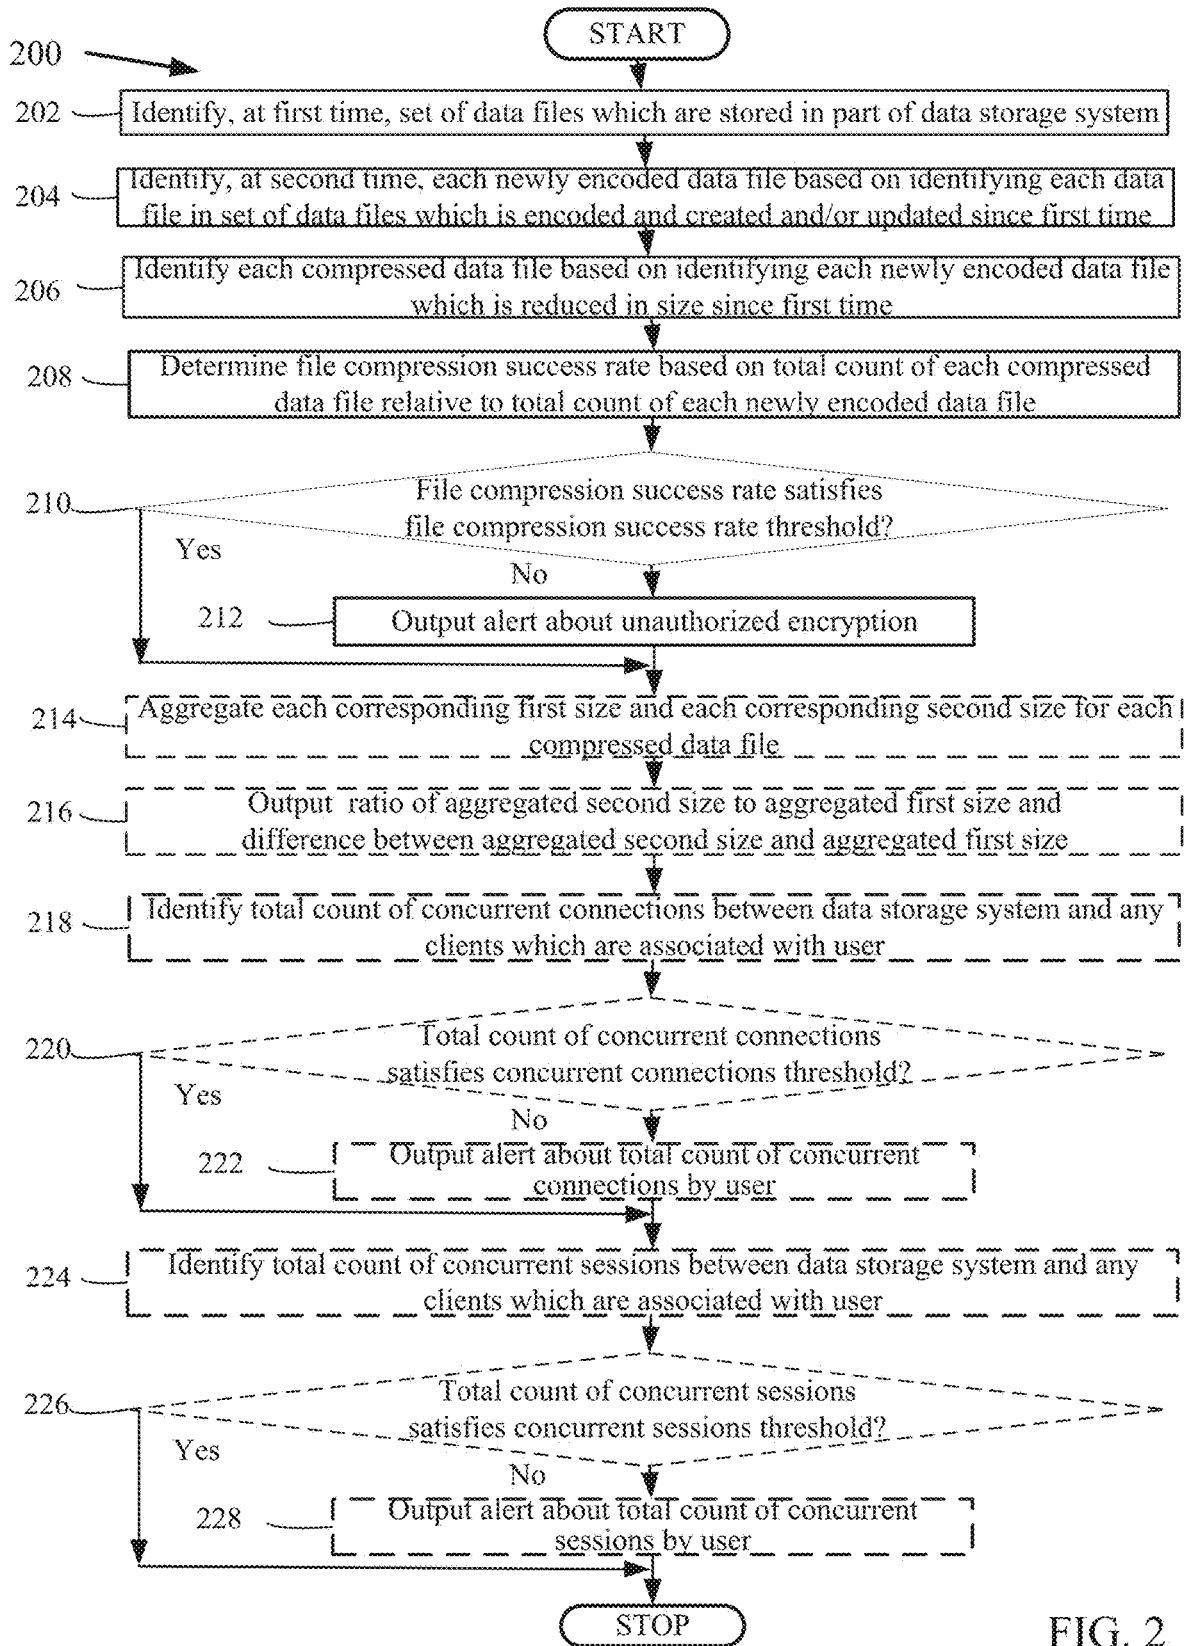 START
200
202
Identify, at first time, set of data files which are stored in part of data storage system
204
Identify, at second time, each newly encoded data file based on identifying each data
file in set of data files which is encoded and created and/or updated since first time
206
Identify each compressed data file based on identifying each newly encoded data file
which is reduced in size since first time
208
Determine file compression success rate based on total count of each compressed
data file relative to total count of each newly encoded data file
210
File compression success rate satisfies
file compression success rate threshold?
Yes
No
212
Output alert about unauthorized encryption
214
Aggregate each corresponding first size and each corresponding second size for each
compressed data file
216
Output ratio of aggregated second size to aggregated first size and
difference between aggregated second size and aggregated first size
218
Identify total count of concurrent connections between data storage system and any
clients which are associated with user
220
Total count of concurrent connections
satisfies concurrent connections threshold?
Yes
No
222
Output alert about total count of concurrent
connections by user
224
Identify total count of concurrent sessions between data storage system and any
clients which are associated with user
226
Total count of concurrent sessions
satisfies concurrent sessions threshold?
Yes
No
228
Output alert about total count of concurrent
sessions by user
STOP
FIG. 2